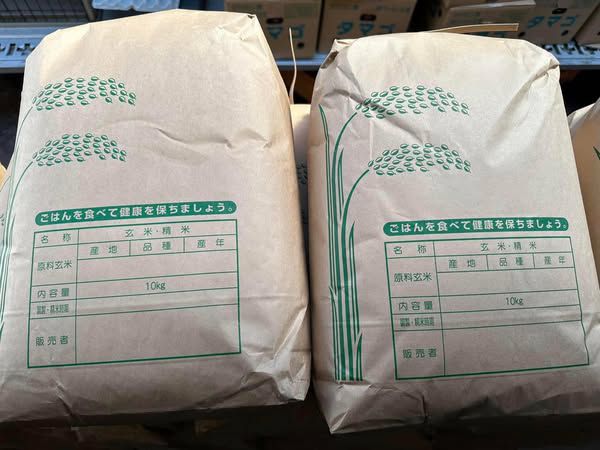 タマゴ
ごはんを食べて健康を保ちましょう。
名 称 玄 米・精 米
原料玄米 産 地 品 種 産 年
内容量 10kg
販売者
ごはんを食べて健康を保ちましょう。
名 称 玄 米・精 米
原料玄米 産 地 品 種 産 年
内容量 10kg
販売者